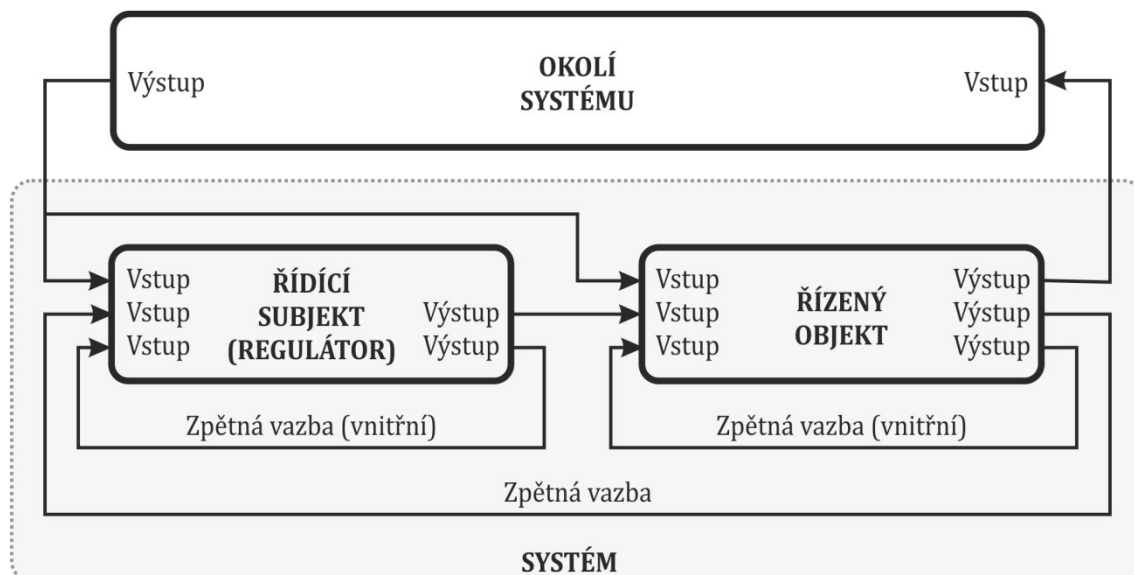 OKOLÍ
SYSTÉMU
Výstup
Vstup
ŘÍDÍCÍ
SUBJEKT
(REGULÁTOR)
Vstup
Vstup
Vstup
Výstup
Výstup
ŘÍZENÝ
OBJEKT
Vstup
Vstup
Vstup
Výstup
Výstup
Výstup
Zpětná vazba (vnitřní)
Zpětná vazba (vnitřní)
Zpětná vazba
SYSTÉM